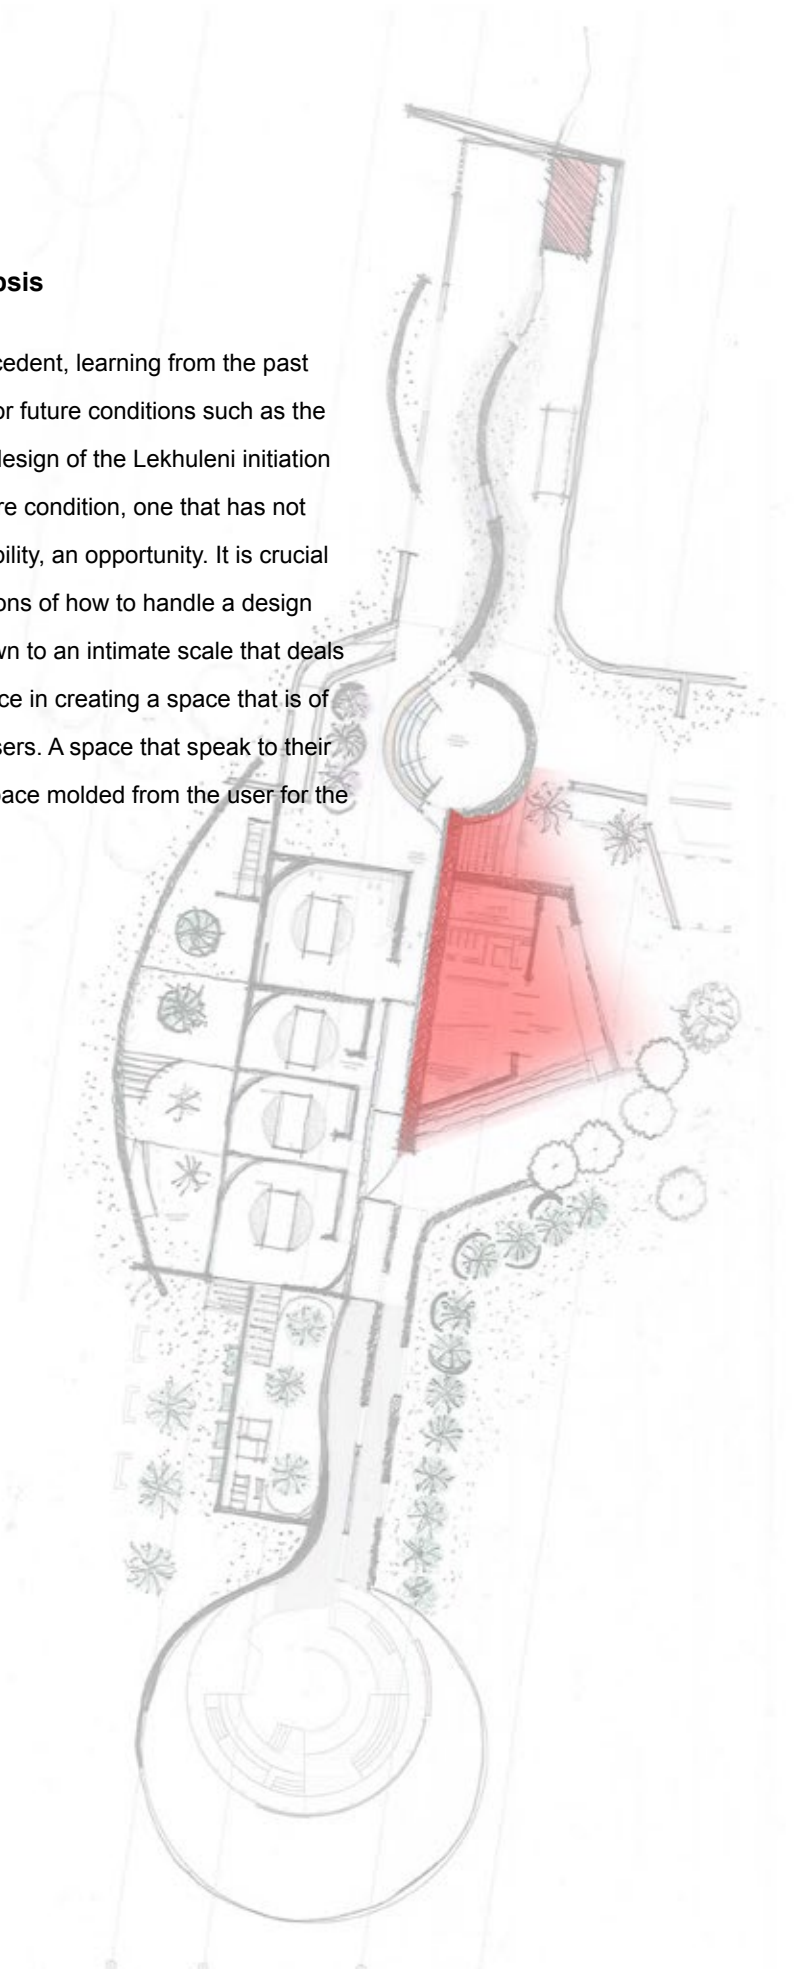 psis
cedent, learning from the past
or future conditions such as the
design of the Lekhuleni initiation
re condition, one that has not
bility, an opportunity. It is crucial
ons of how to handle a design
wn to an intimate scale that deals
ce in creating a space that is of
sers. A space that speak to their
pace molded from the user for the